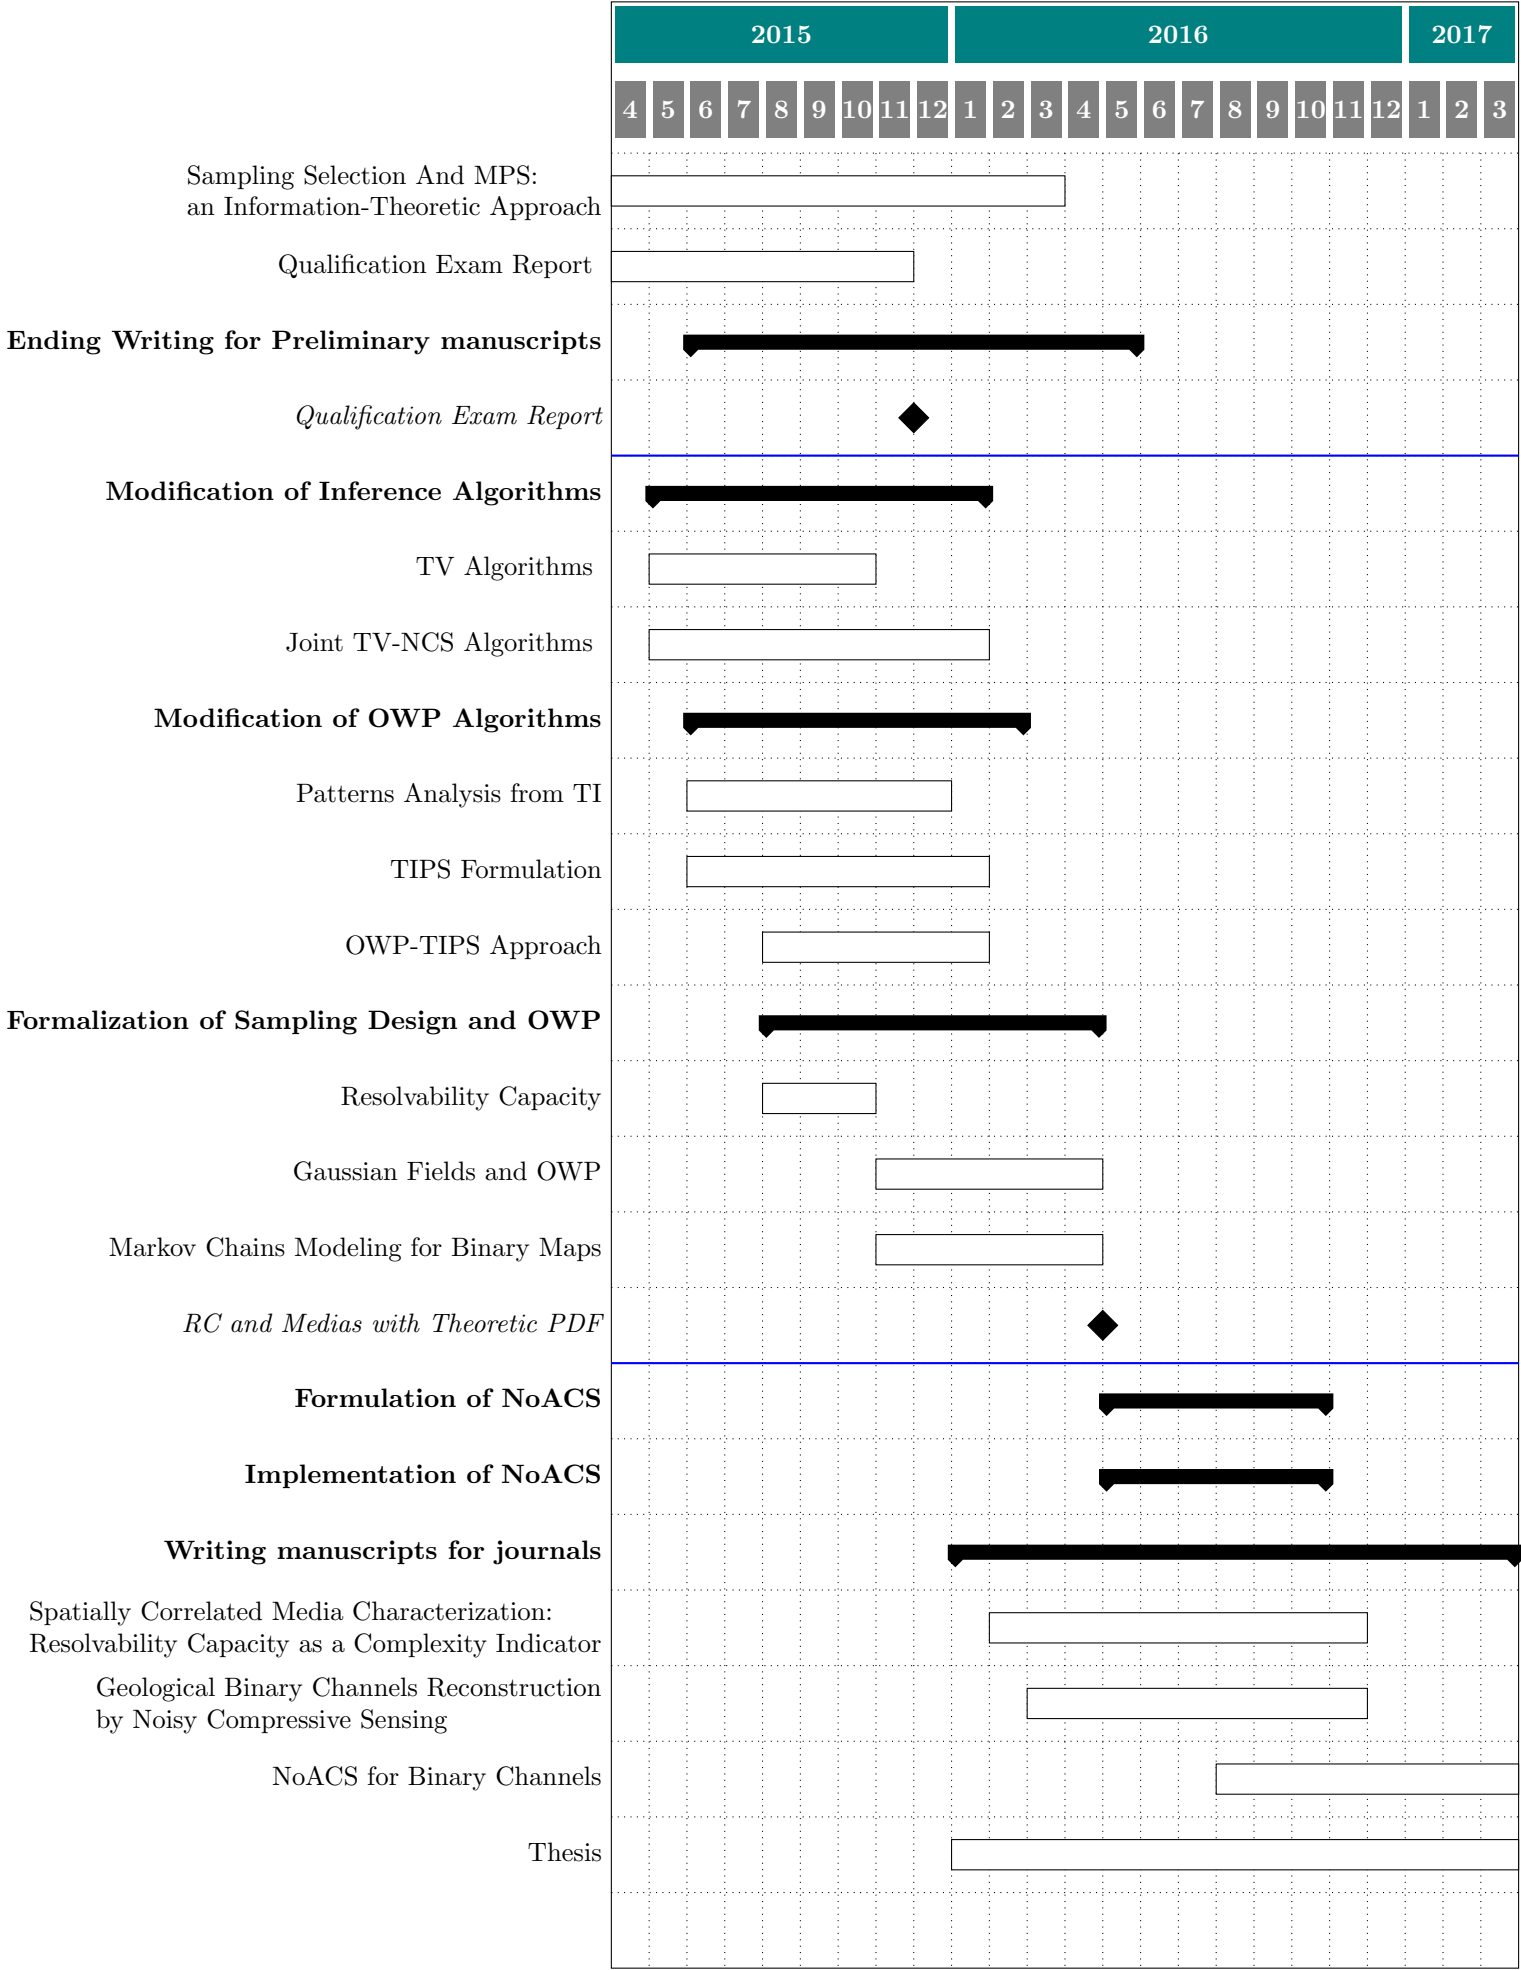 2015 2016 2017
4 5 6 7 8 9 10 11 12 1 2 3 4 5 6 7 8 9 10 11 12 1 2 3
Sampling Selection And MPS:
an Information-Theoretic Approach
Qualification Exam Report
Ending Writing for Preliminary manuscripts
Qualification Exam Report
Modification of Inference Algorithms
TV Algorithms
Joint TV-NCS Algorithms
Modification of OWP Algorithms
Patterns Analysis from TI
TIPS Formulation
OWP-TIPS Approach
Formalization of Sampling Design and OWP
Resolvability Capacity
Gaussian Fields and OWP
Markov Chains Modeling for Binary Maps
RC and Medias with Theoretic PDF
Formulation of NoACS
Implementation of NoACS
Writing manuscripts for journals
Spatially Correlated Media Characterization:
Resolvability Capacity as a Complexity Indicator
Geological Binary Channels Reconstruction
by Noisy Compressive Sensing
NoACS for Binary Channels
Thesis